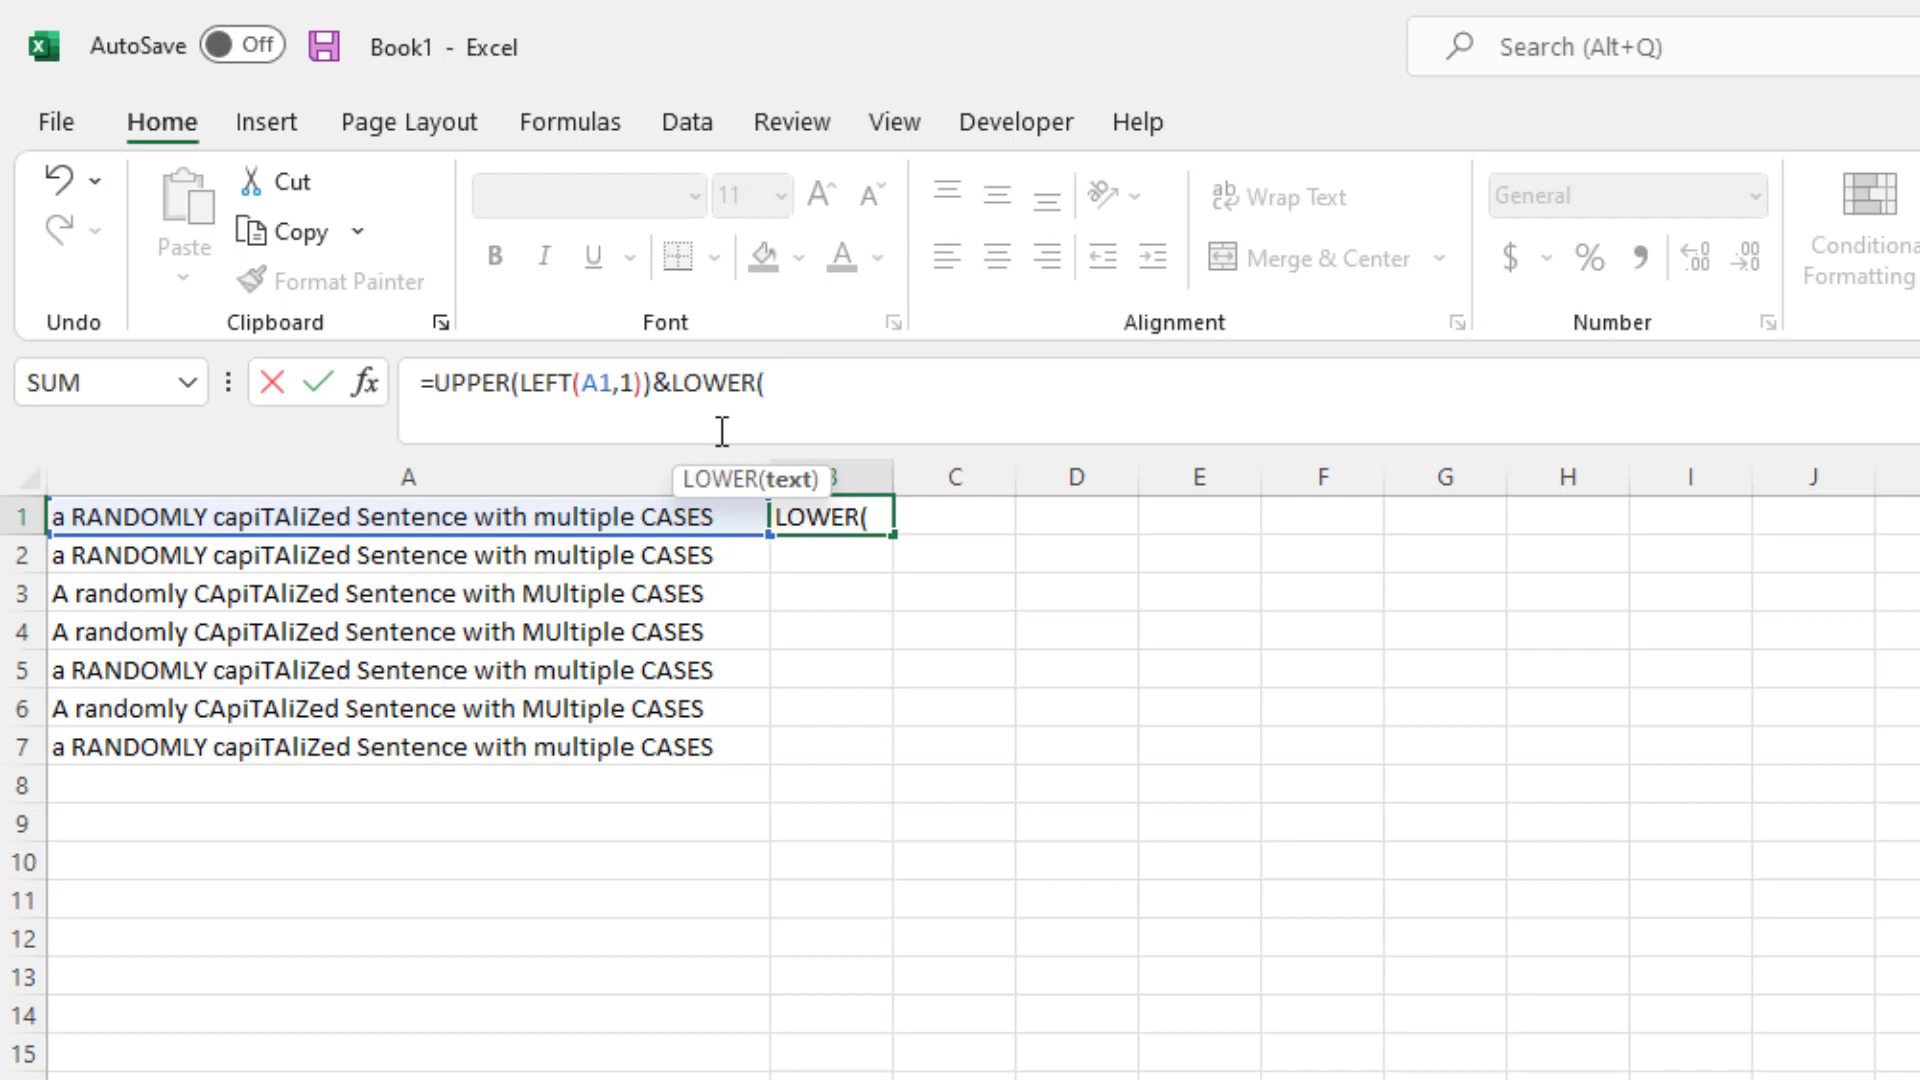 AutoSave Off Book1 - Excel Search (Alt+Q)
File Home Insert Page Layout Formulas Data Review View Developer Help
Cut
Copy
Paste
Format Painter
11
B I U A
ab Wrap Text
Merge & Center
General
$ %
Conditiona
Formatting
Undo Clipboard Font Alignment Number
SUM fx =UPPER(LEFT(A1,1))&LOWER(
LOWER(text)
A B C D E F G H I J
1 a RANDOMLY capiTAliZed Sentence with multiple CASES LOWER(
2 a RANDOMLY capiTAliZed Sentence with multiple CASES
3 A randomly CApiTAliZed Sentence with MUltiple CASES
4 A randomly CApiTAliZed Sentence with MUltiple CASES
5 a RANDOMLY capiTAliZed Sentence with multiple CASES
6 A randomly CApiTAliZed Sentence with MUltiple CASES
7 a RANDOMLY capiTAliZed Sentence with multiple CASES
8
9
10
11
12
13
14
15